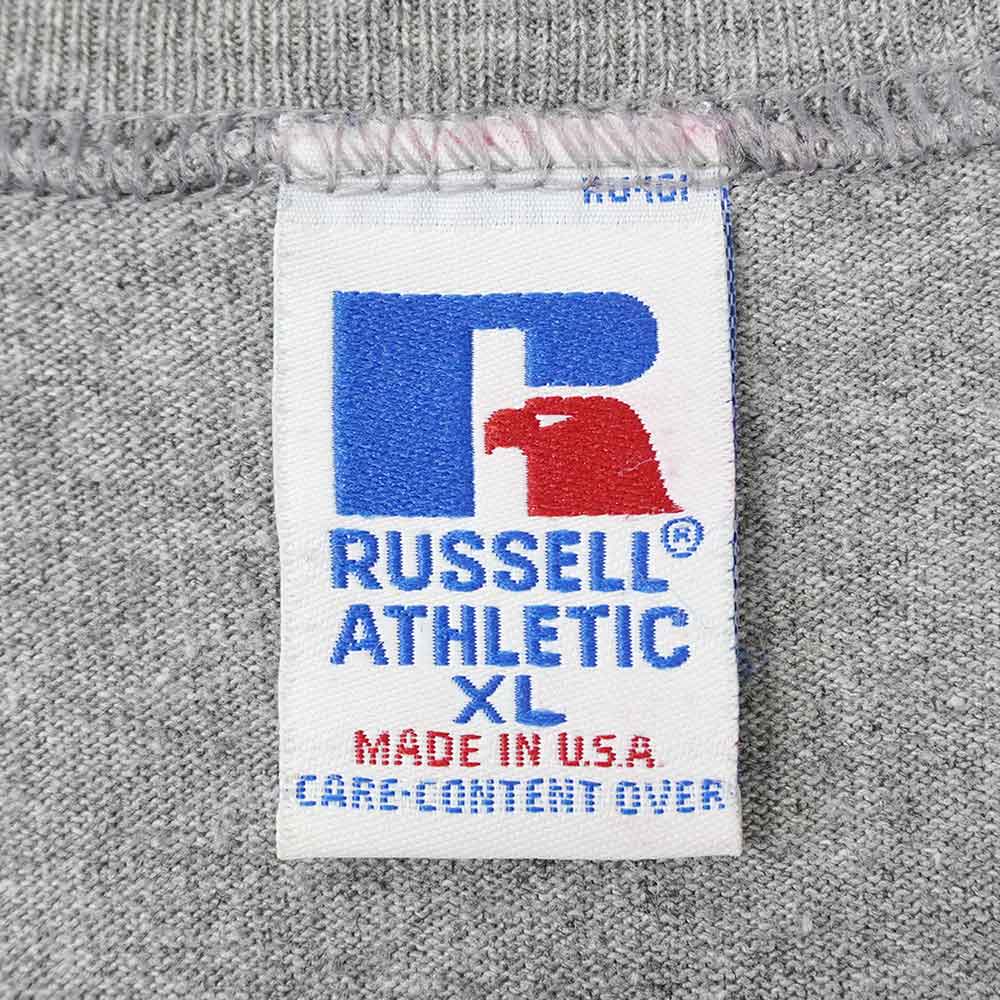 RUSSELL®
ATHLETIC
XL
MADE IN U.S.A.
CARE-CONTENT OVER